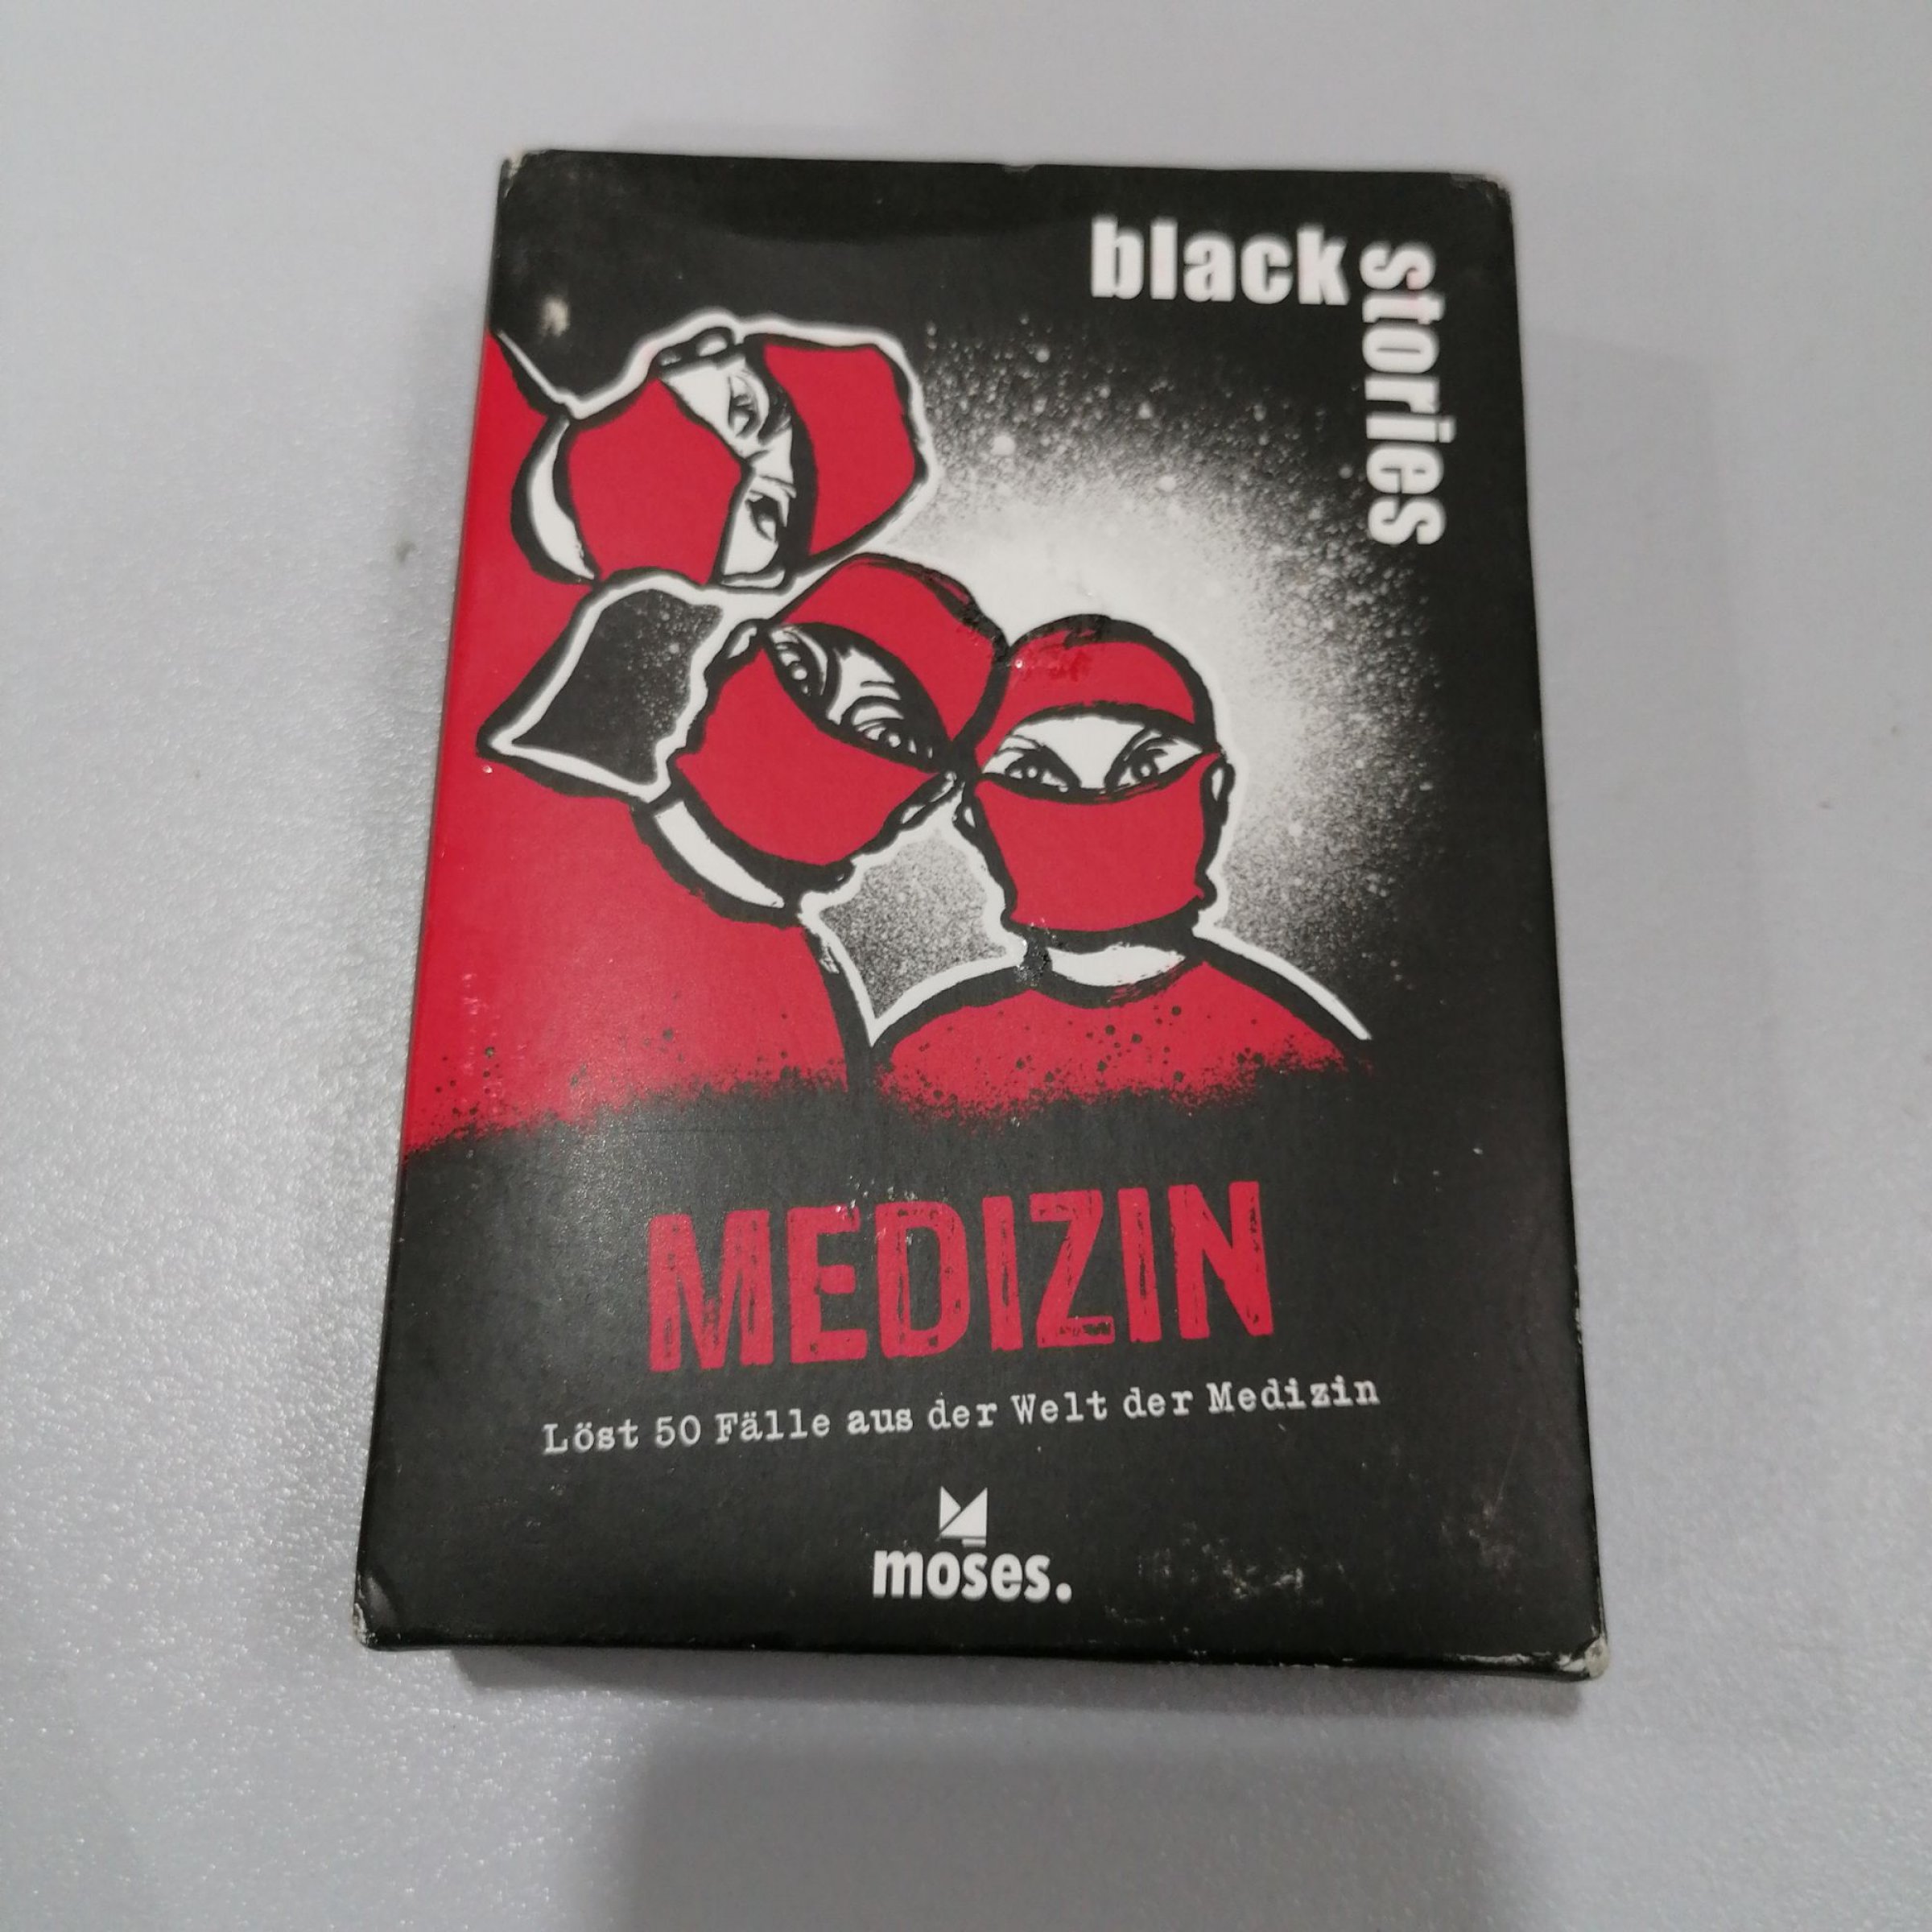 black
stories
MEDIZIN
Löst 50 Fälle aus der Welt der Medizin
moses.